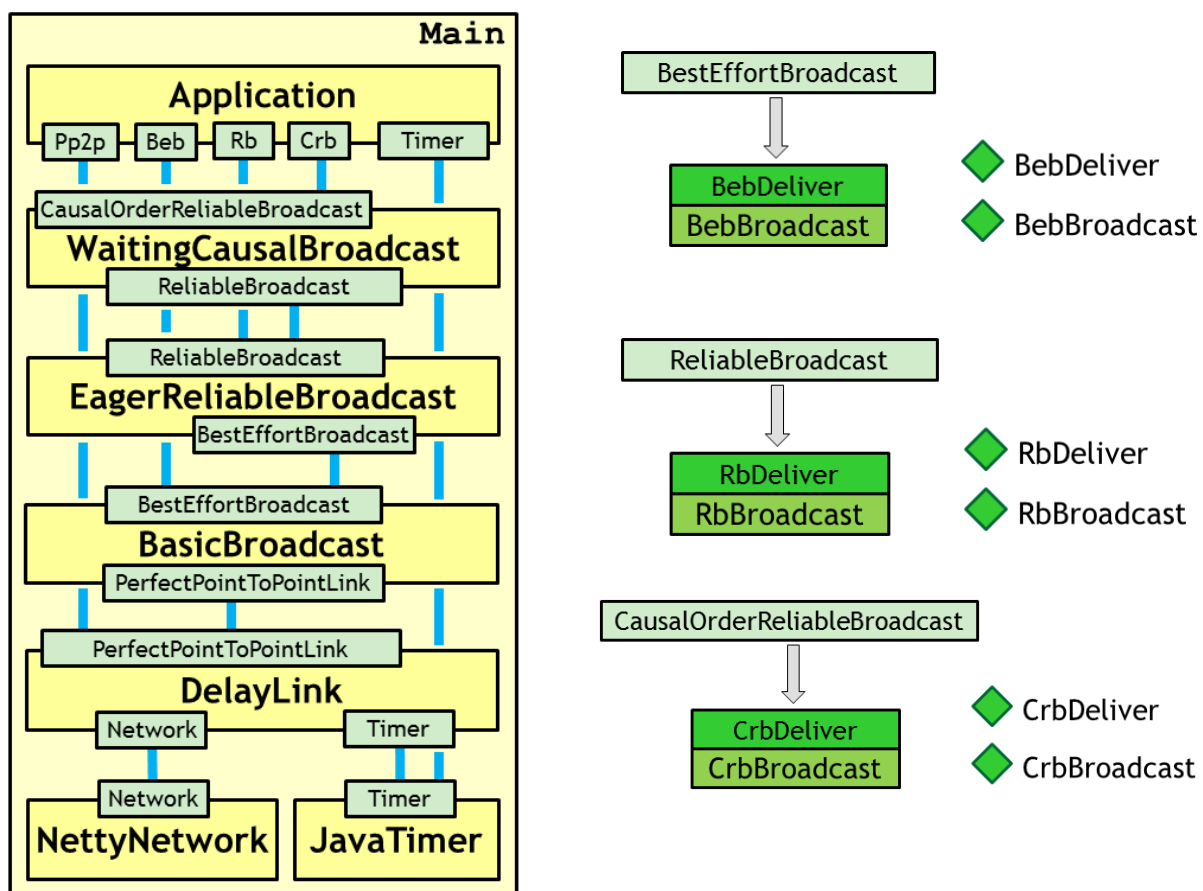 Main
Application
Pp2p
Beb
Rb
Crb
Timer
CausalOrderReliableBroadcast
WaitingCausalBroadcast
ReliableBroadcast
ReliableBroadcast
EagerReliableBroadcast
BestEffortBroadcast
BestEffortBroadcast
BasicBroadcast
PerfectPointToPointLink
PerfectPointToPointLink
DelayLink
Network
Timer
Network
Timer
NettyNetwork
JavaTimer
BestEffortBroadcast
BebDeliver
BebBroadcast
BebDeliver
BebBroadcast
ReliableBroadcast
RbDeliver
RbBroadcast
RbDeliver
RbBroadcast
CausalOrderReliableBroadcast
CrbDeliver
CrbBroadcast
CrbDeliver
CrbBroadcast